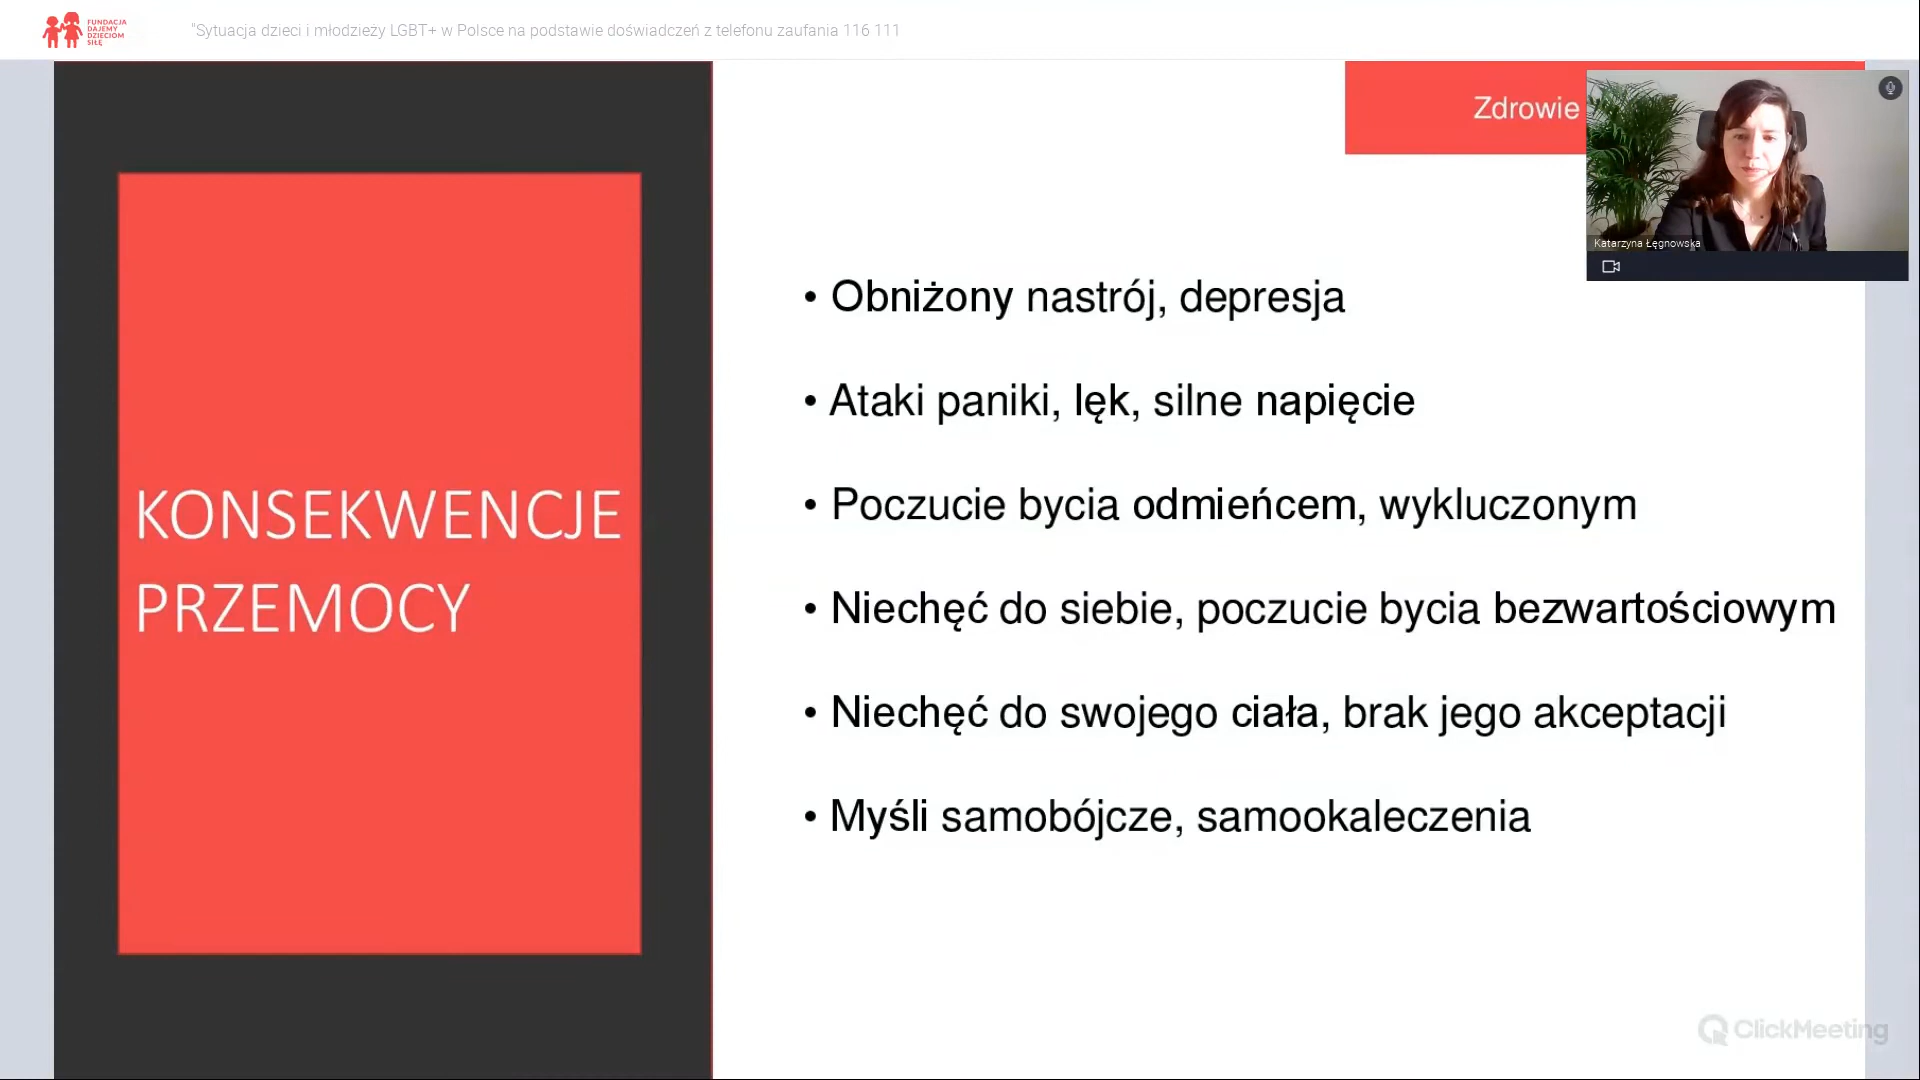 FUNDACJA
DAJEMY
DZIECIOM
SIŁĘ
"Sytuacja dzieci i młodzieży LGBT+ w Polsce na podstawie doświadczeń z telefonu zaufania 116 111
Zdrowie
Katarzyna Łęgnowska
KONSEKWENCJE
PRZEMOCY
• Obniżony nastrój, depresja
• Ataki paniki, lęk, silne napięcie
• Poczucie bycia odmieńcem, wykluczonym
• Niechęć do siebie, poczucie bycia bezwartościowym
• Niechęć do swojego ciała, brak jego akceptacji
• Myśli samobójcze, samookaleczenia
ClickMeeting